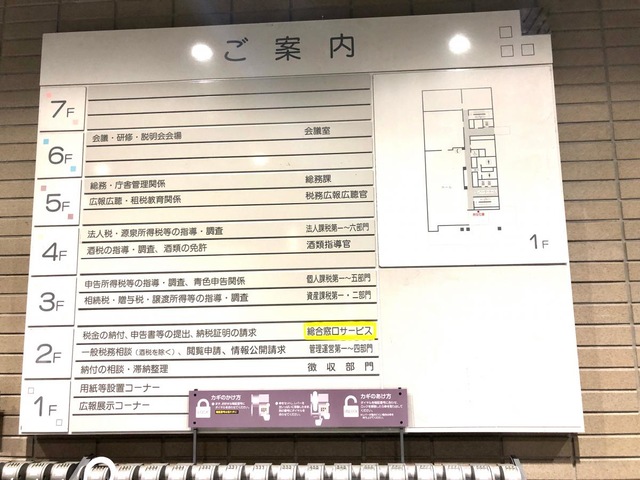 ご案内
7F
会議・研修・説明会会場 会議室
6F
総務・庁舎管理関係 総務課
5F
広報広聴・租税教育関係 税務広報広聴官
法人税・源泉所得税等の指導・調査 法人課税第一〜六部門
4F
酒税の指導・調査、酒類の免許 酒類指導官
申告所得税等の指導・調査、青色申告関係 個人課税第一〜五部門
3F
相続税・贈与税・譲渡所得等の指導・調査 資産課税第一・二部門
税金の納付、申告書等の提出、納税証明の請求 総合窓口サービス
2F
一般税務相談(酒税を除く)、閲覧申請、情報公開請求 管理運営第一〜四部門
納付の相談・滞納整理 徴収部門
用紙等設置コーナー
1F
広報展示コーナー
1F
カギのかけ方
カギのあけ方